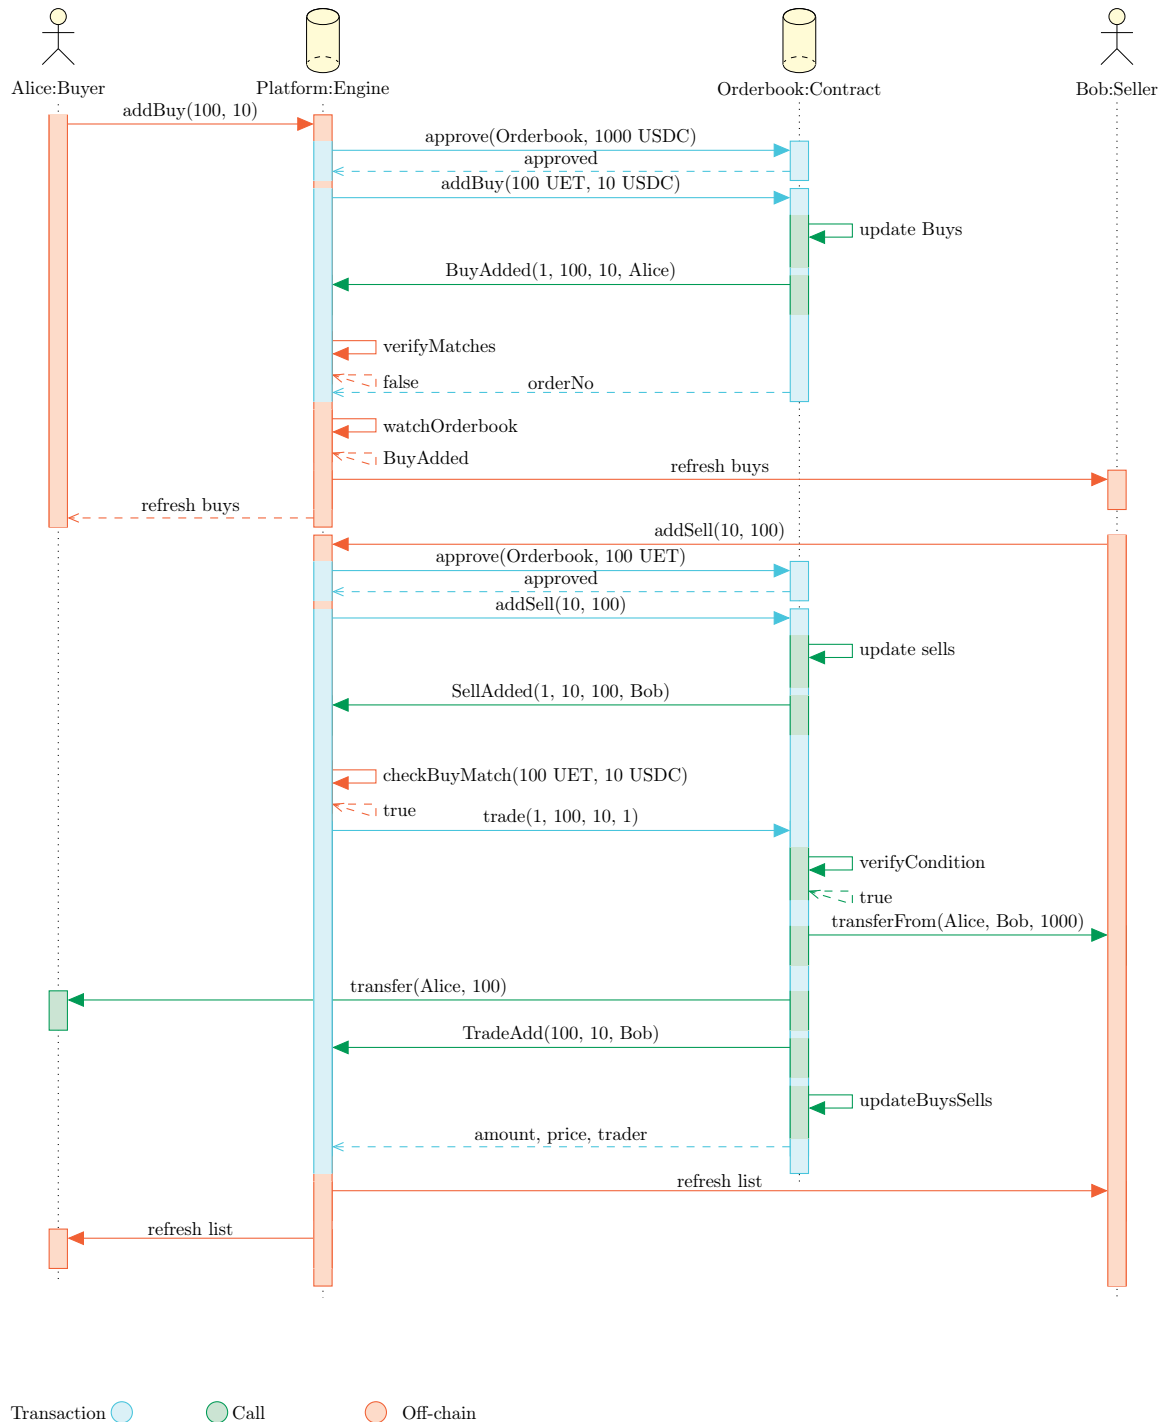 Alice:Buyer
Platform:Engine
Orderbook:Contract
Bob:Seller
addBuy(100, 10)
approve(Orderbook, 1000 USDC)
approved
addBuy(100 UET, 10 USDC)
update Buys
BuyAdded(1, 100, 10, Alice)
verifyMatches
false
orderNo
watchOrderbook
BuyAdded
refresh buys
refresh buys
addSell(10, 100)
approve(Orderbook, 100 UET)
approved
addSell(10, 100)
update sells
SellAdded(1, 10, 100, Bob)
checkBuyMatch(100 UET, 10 USDC)
true
trade(1, 100, 10, 1)
verifyCondition
true
transferFrom(Alice, Bob, 1000)
transfer(Alice, 100)
TradeAdd(100, 10, Bob)
updateBuysSells
amount, price, trader
refresh list
refresh list
Transaction
Call
Off-chain